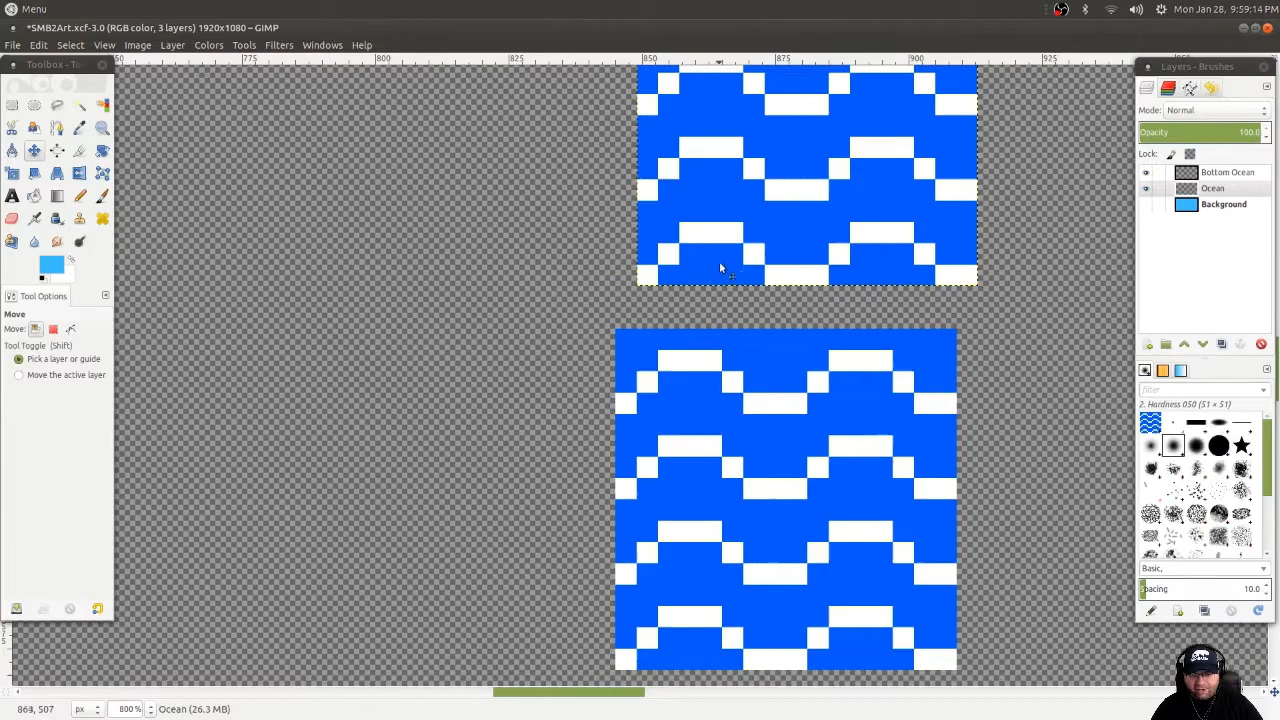 Menu
Mon Jan 28, 9:59:14 PM
*SMB2Art.xcf-3.0 (RGB color, 3 layers) 1920x1080 – GIMP
File Edit Select View Image Layer Colors Tools Filters Windows Help
Toolbox - To
775 800 825 850 875 900 925
Layers - Brushes
Mode: Normal
Opacity 100.0
Lock:
Bottom Ocean
Ocean
Background
Tool Options
Move
Move:
Tool Toggle (Shift)
Pick a layer or guide
Move the active layer
filter
2. Hardness 050 (51 × 51)
Basic,
Spacing 10.0
px 800 % Ocean (26.3 MB)